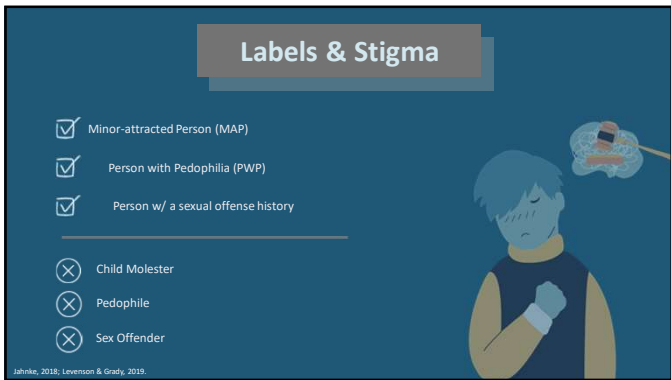 Labels & Stigma
Minor-attracted Person (MAP)
Person with Pedophilia (PWP)
Person w/ a sexual offense history
Child Molester
Pedophile
Sex Offender
Jahnke, 2018; Levenson & Grady, 2019.